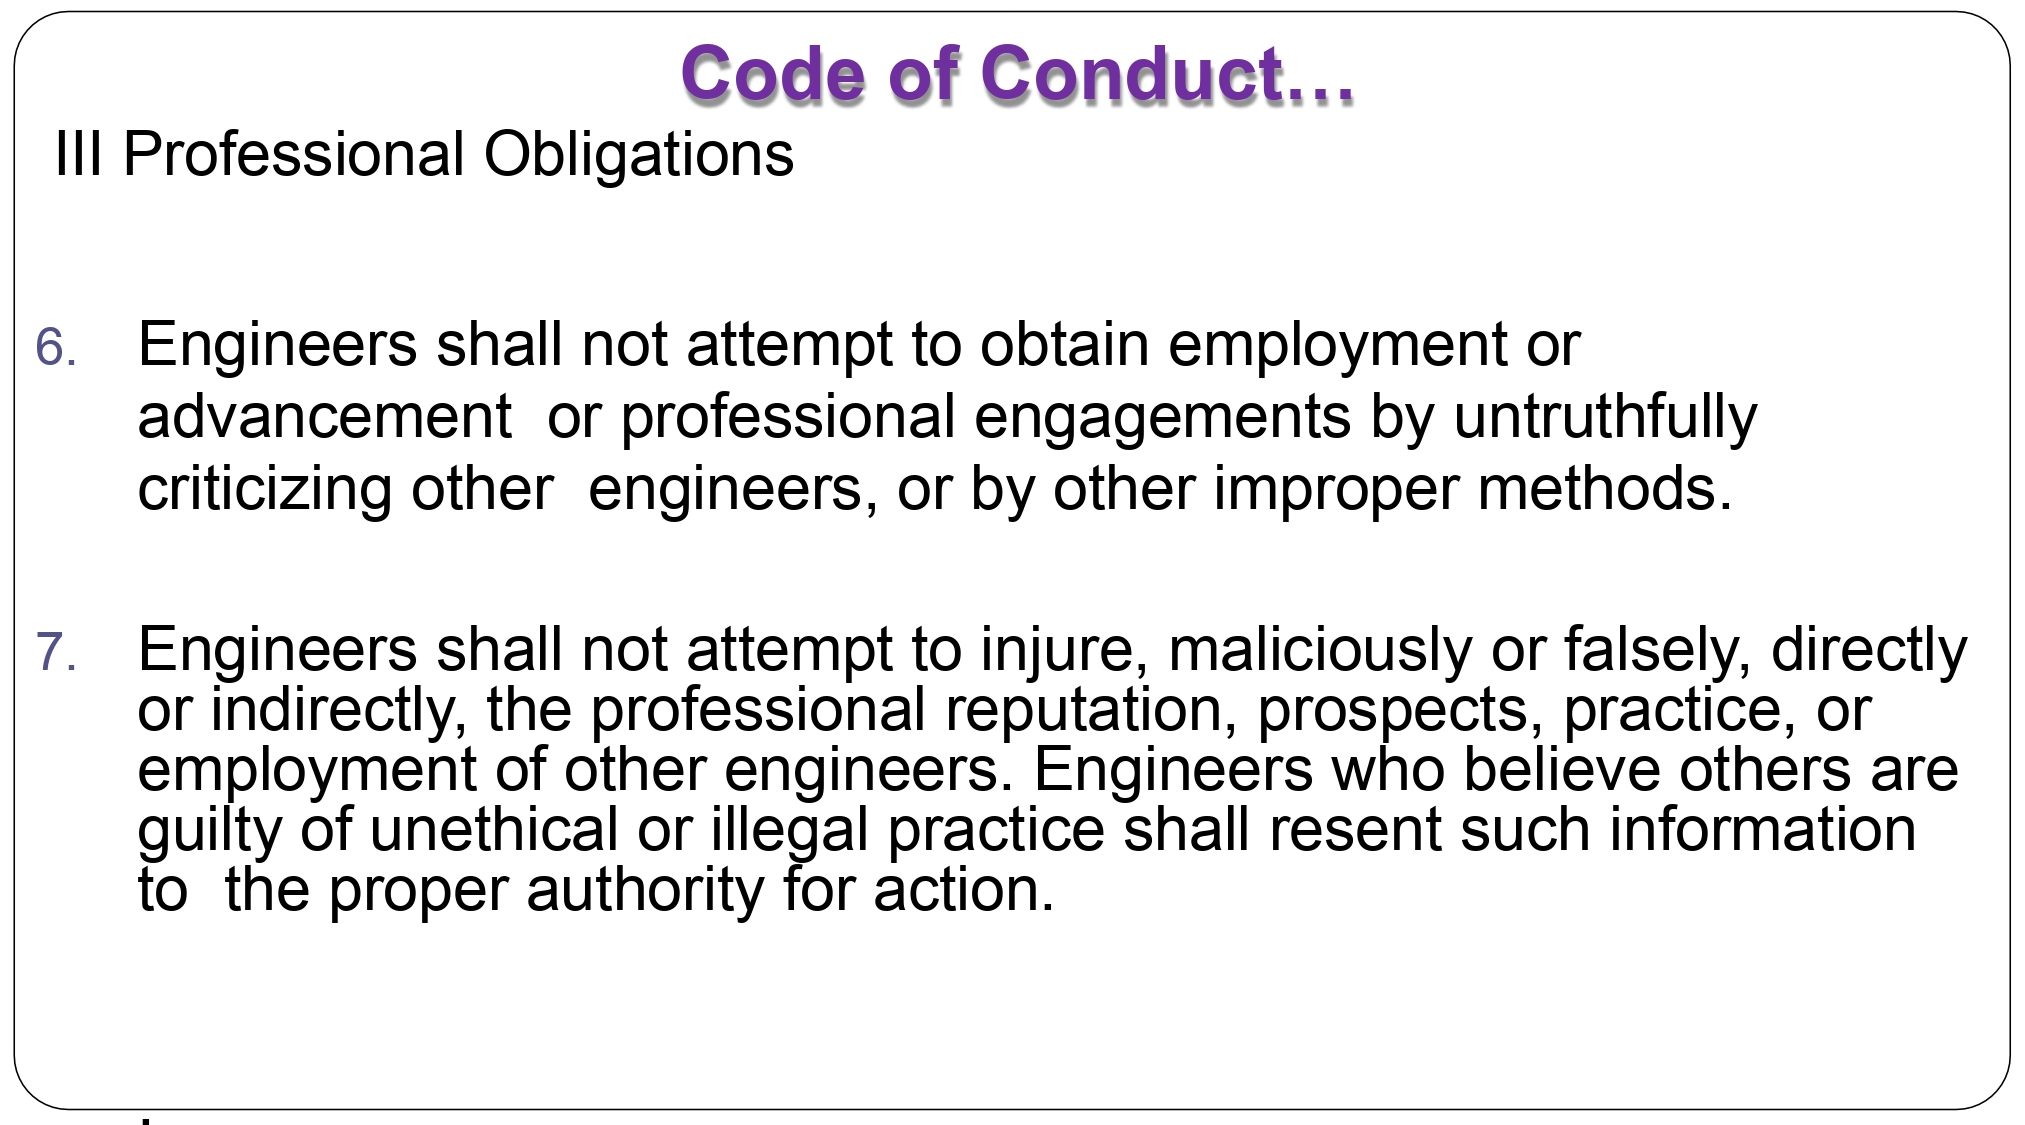 Code of Conduct…
III Professional Obligations
6. Engineers shall not attempt to obtain employment or
advancement  or professional engagements by untruthfully
criticizing other  engineers, or by other improper methods.
7. Engineers shall not attempt to injure, maliciously or falsely, directly
or indirectly, the professional reputation, prospects, practice, or
employment of other engineers. Engineers who believe others are
guilty of unethical or illegal practice shall resent such information
to  the proper authority for action.